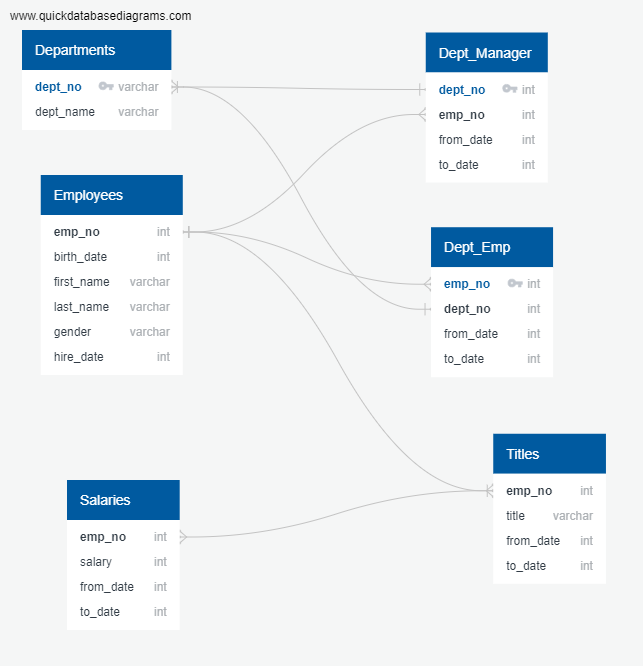 www.quickdatabasediagrams.com
Departments
dept_no varchar
dept_name varchar
Dept_Manager
dept_no int
emp_no int
from_date int
to_date int
Employees
emp_no int
birth_date int
first_name varchar
last_name varchar
gender varchar
hire_date int
Dept_Emp
emp_no int
dept_no int
from_date int
to_date int
Titles
emp_no int
title varchar
from_date int
to_date int
Salaries
emp_no int
salary int
from_date int
to_date int